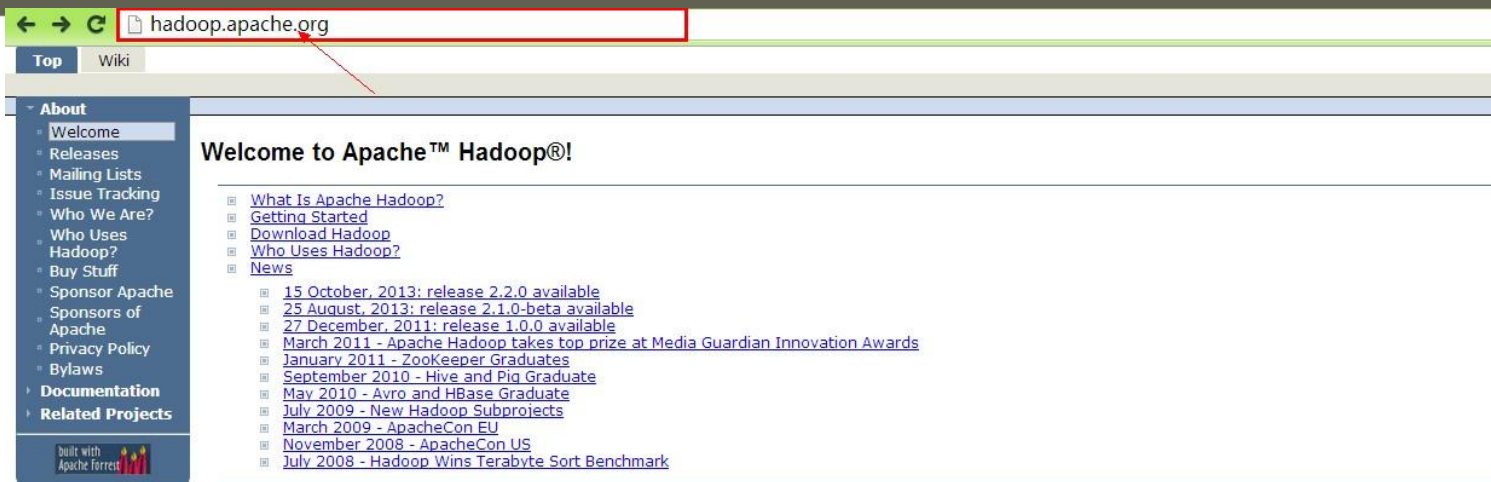 hadoop.apache.org
Top
Wiki
About
Welcome
Releases
Mailing Lists
Issue Tracking
Who We Are?
Who Uses
Hadoop?
Buy Stuff
Sponsor Apache
Sponsors of
Apache
Privacy Policy
Bylaws
Documentation
Related Projects
built with
Apache Forrest
Welcome to Apache™ Hadoop®!
What Is Apache Hadoop?
Getting Started
Download Hadoop
Who Uses Hadoop?
News
15 October, 2013: release 2.2.0 available
25 August, 2013: release 2.1.0-beta available
27 December, 2011: release 1.0.0 available
March 2011 - Apache Hadoop takes top prize at Media Guardian Innovation Awards
January 2011 - ZooKeeper Graduates
September 2010 - Hive and Pig Graduate
May 2010 - Avro and HBase Graduate
July 2009 - New Hadoop Subprojects
March 2009 - ApacheCon EU
November 2008 - ApacheCon US
July 2008 - Hadoop Wins Terabyte Sort Benchmark